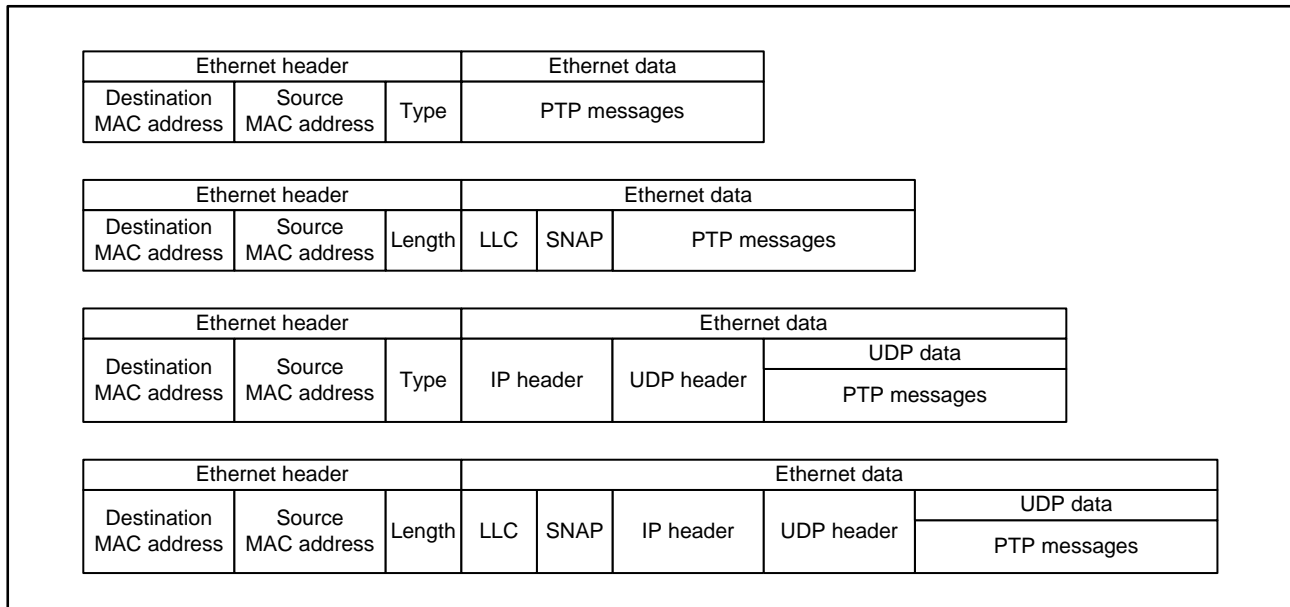 Ethernet header
Ethernet data
Destination MAC address
Source MAC address
Type
PTP messages
Ethernet header
Ethernet data
Destination MAC address
Source MAC address
Length
LLC
SNAP
PTP messages
Ethernet header
Ethernet data
Destination MAC address
Source MAC address
Type
IP header
UDP header
UDP data
PTP messages
Ethernet header
Ethernet data
Destination MAC address
Source MAC address
Length
LLC
SNAP
IP header
UDP header
UDP data
PTP messages